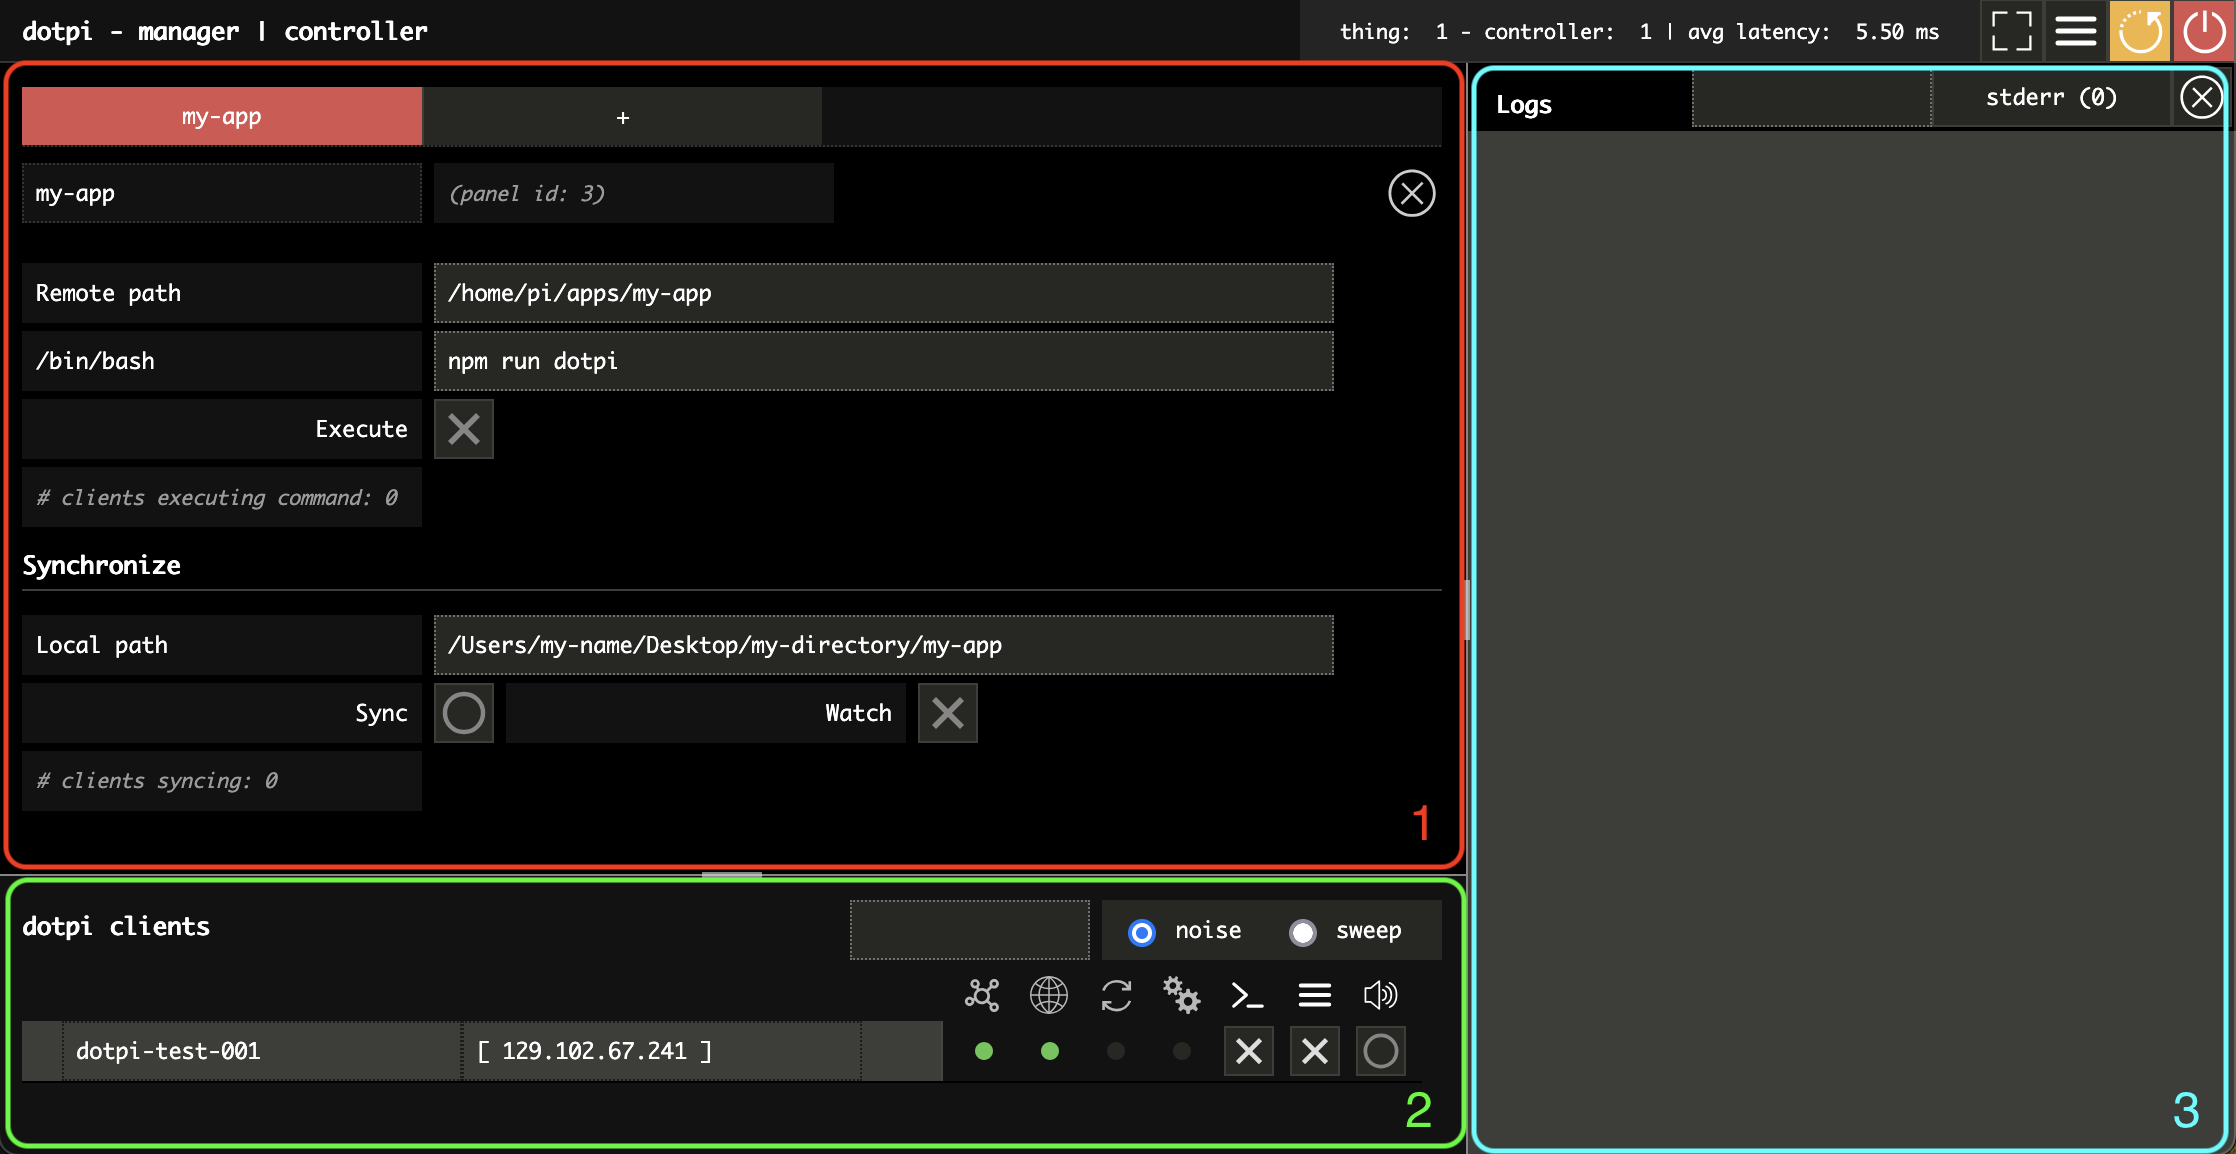 dotpi - manager | controller
thing: 1 - controller: 1 | avg latency: 5.50 ms
my-app
+
my-app
(panel id: 3)
Remote path
/home/pi/apps/my-app
/bin/bash
npm run dotpi
Execute
# clients executing command: 0
Synchronize
Local path
/Users/my-name/Desktop/my-directory/my-app
Sync
Watch
# clients syncing: 0
1
dotpi clients
noise
sweep
dotpi-test-001
[ 129.102.67.241 ]
2
Logs
stderr (0)
3